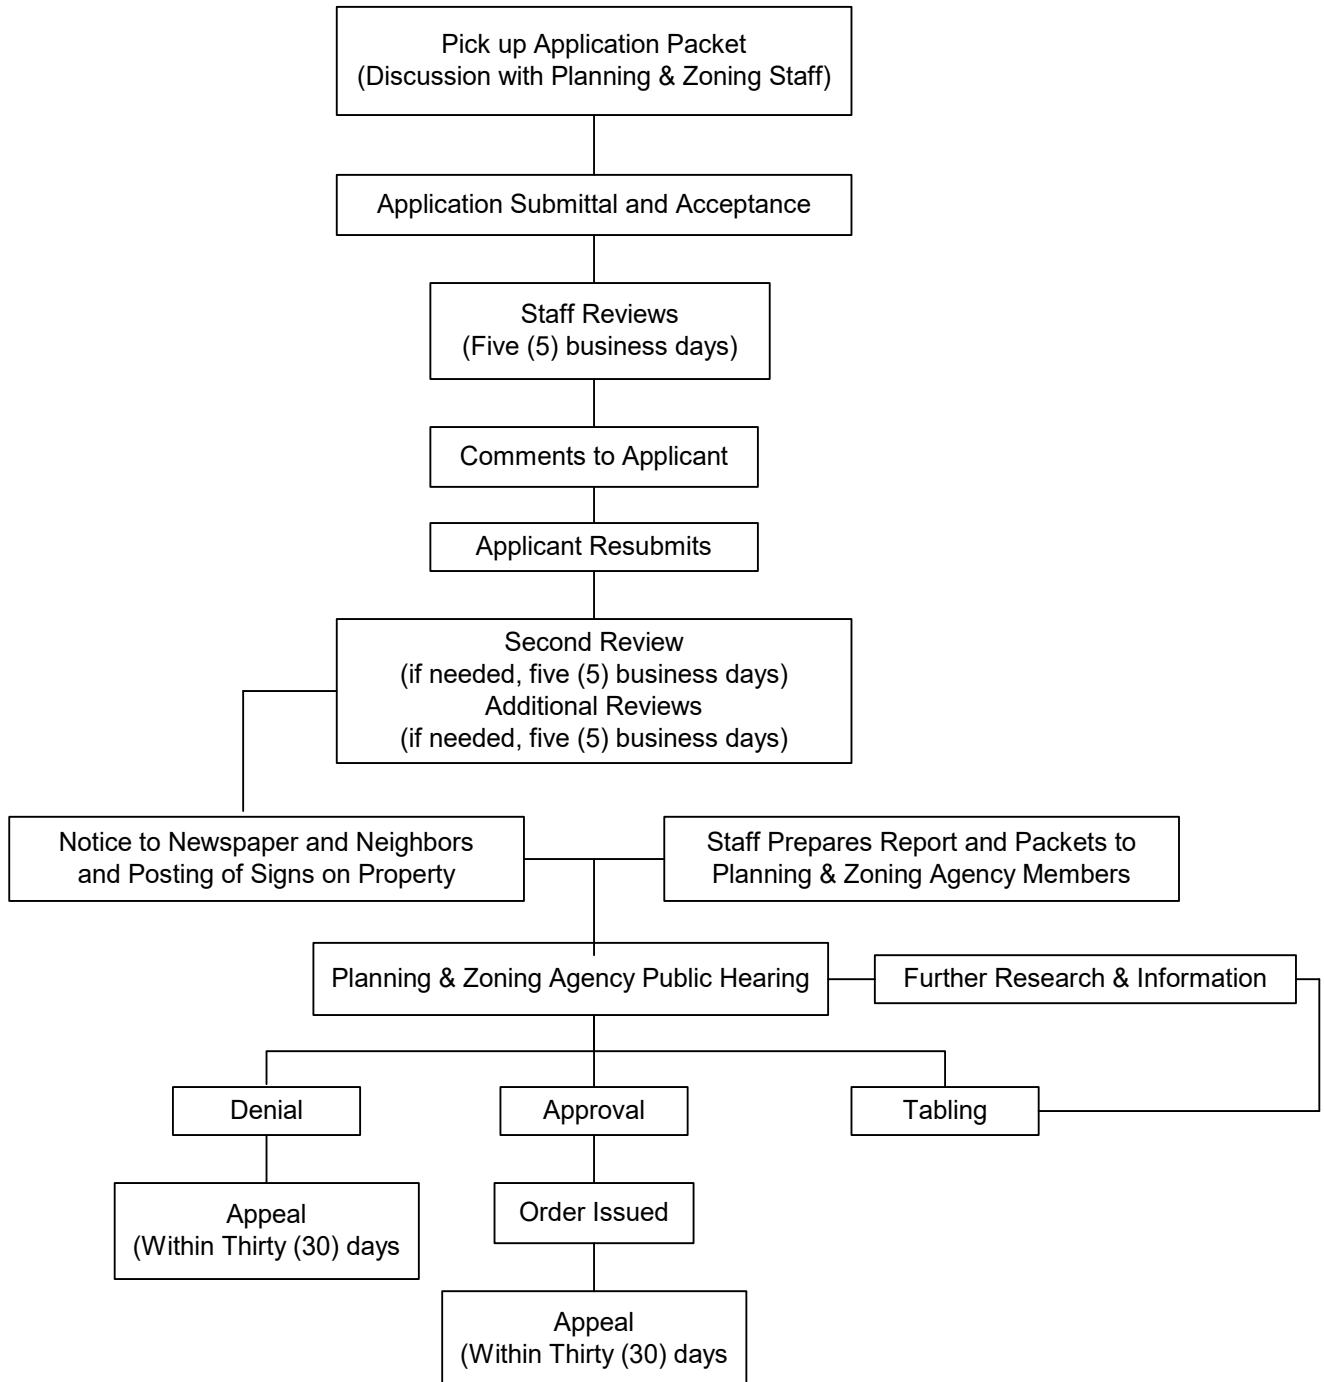 Pick up Application Packet
(Discussion with Planning & Zoning Staff)
Application Submittal and Acceptance
Staff Reviews
(Five (5) business days)
Comments to Applicant
Applicant Resubmits
Second Review
(if needed, five (5) business days)
Additional Reviews
(if needed, five (5) business days)
Notice to Newspaper and Neighbors
and Posting of Signs on Property
Staff Prepares Report and Packets to
Planning & Zoning Agency Members
Planning & Zoning Agency Public Hearing
Further Research & Information
Denial
Approval
Tabling
Appeal
(Within Thirty (30) days
Order Issued
Appeal
(Within Thirty (30) days